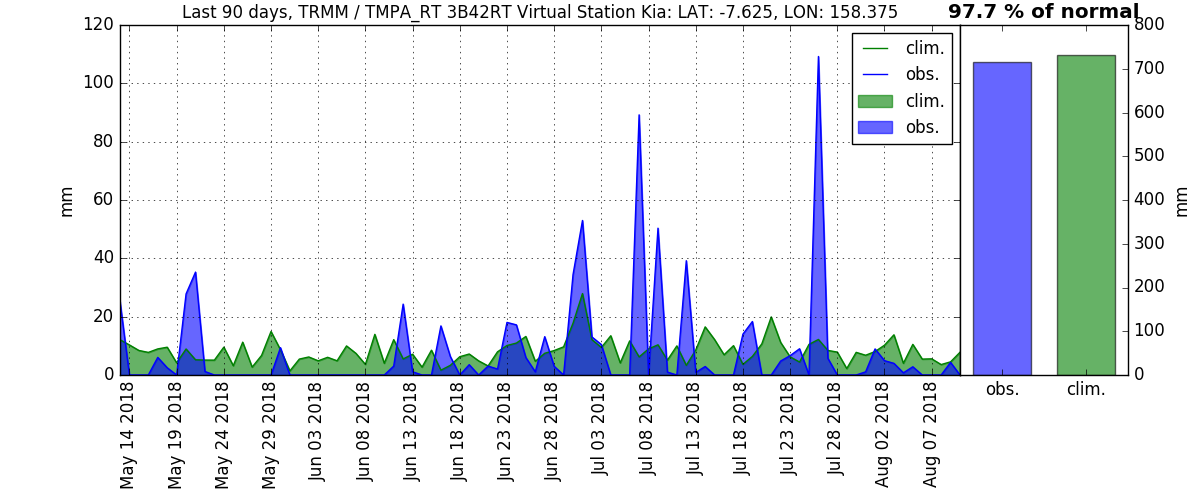 Last 90 days, TRMM / TMPA_RT 3B42RT Virtual Station Kia: LAT: -7.625, LON: 158.375
97.7 % of normal
120
100
80
60
40
20
0
mm
clim.
obs.
clim.
obs.
800
700
600
500
400
300
200
100
0
mm
May 14 2018
May 19 2018
May 24 2018
May 29 2018
Jun 03 2018
Jun 08 2018
Jun 13 2018
Jun 18 2018
Jun 23 2018
Jun 28 2018
Jul 03 2018
Jul 08 2018
Jul 13 2018
Jul 18 2018
Jul 23 2018
Jul 28 2018
Aug 02 2018
Aug 07 2018
obs.
clim.